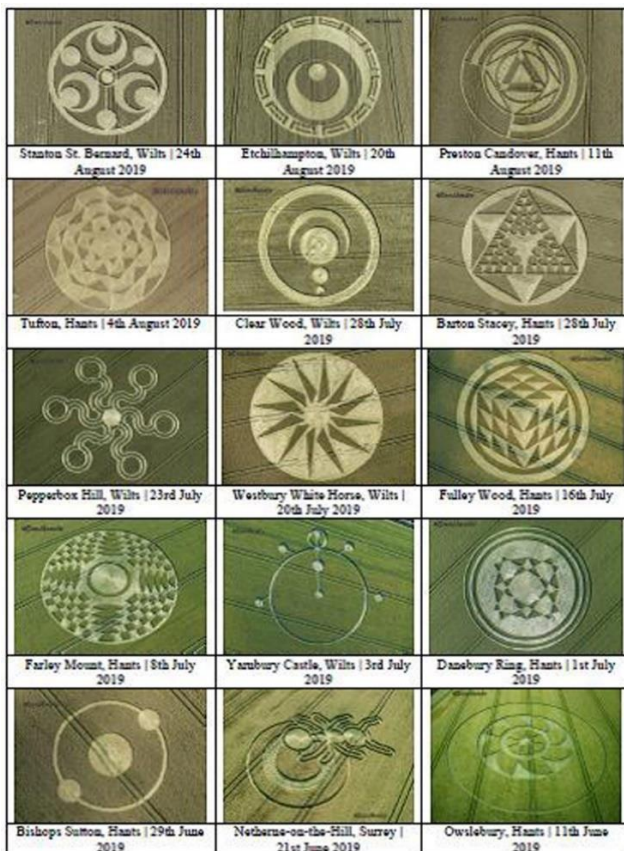 Stanton St. Bernard, Wilts | 24th
August 2019
Etchilhampton, Wilts | 20th
August 2019
Preston Candover, Hants | 11th
August 2019
Tufton, Hants | 4th August 2019
Clear Wood, Wilts | 28th July
2019
Barton Stacey, Hants | 28th July
2019
Pepperbox Hill, Wilts | 23rd July
2019
Westbury White Horse, Wilts |
20th July 2019
Fulley Wood, Hants | 16th July
2019
Farley Mount, Hants | 8th July
2019
Yarnbury Castle, Wilts | 3rd July
2019
Danebury Ring, Hants | 1st July
2019
Bishops Sutton, Hants | 29th June
2019
Netherne-on-the-Hill, Surrey |
21st June 2019
Owslebury, Hants | 11th June
2019